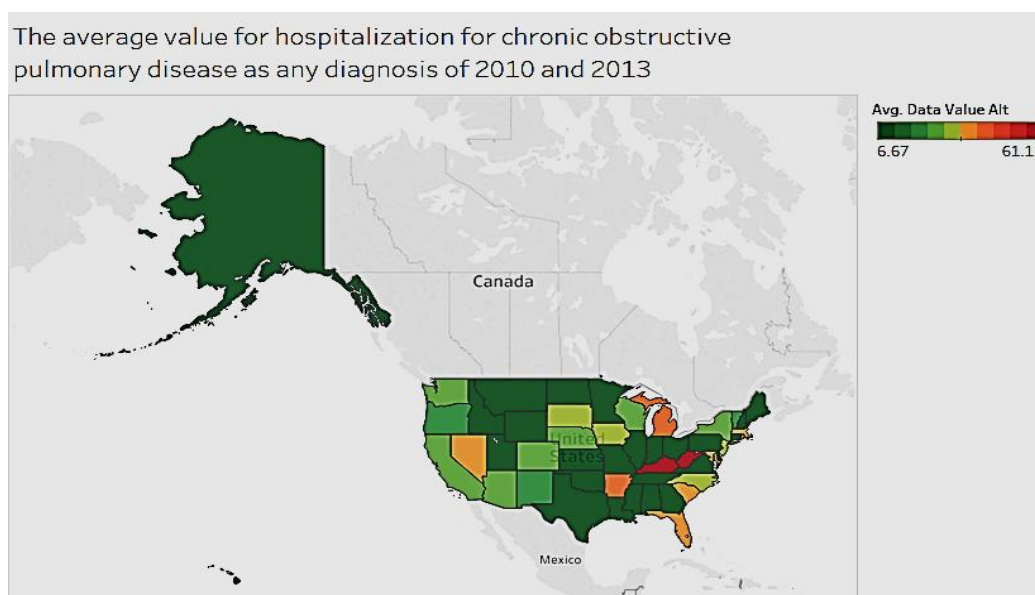 The average value for hospitalization for chronic obstructive
pulmonary disease as any diagnosis of 2010 and 2013
Avg. Data Value Alt
6.67 61.1
Canada
United
States
Mexico